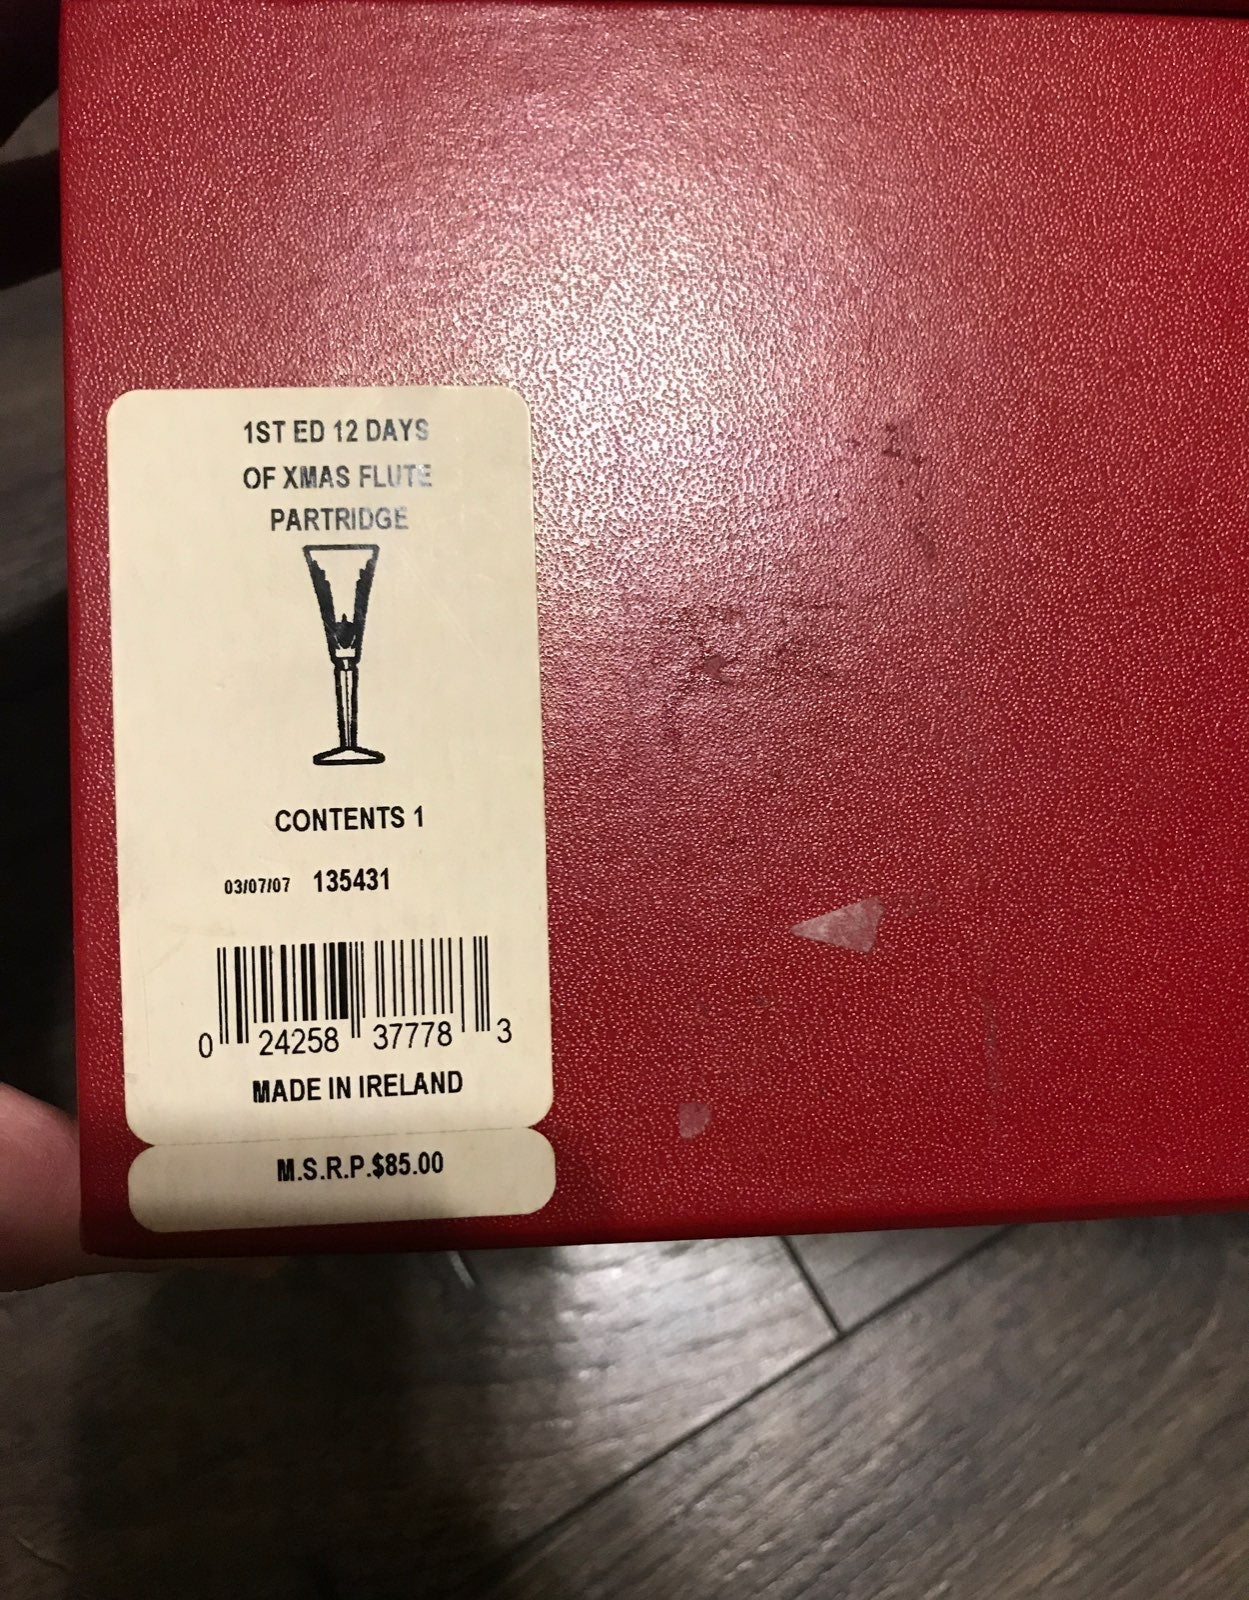 1ST ED 12 DAYS
OF XMAS FLUTE
PARTRIDGE
CONTENTS 1
03/07/07 135431
0 24258 37778 3
MADE IN IRELAND
M.S.R.P.$85.00